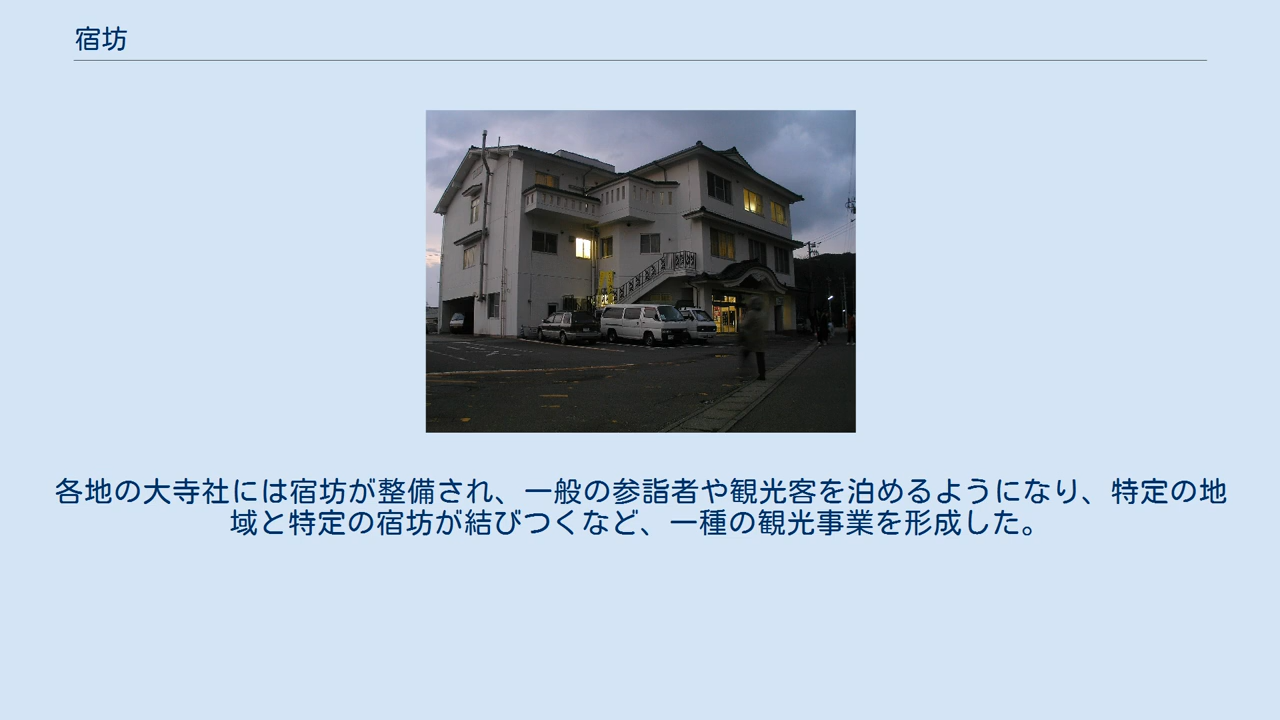 宿坊
各地の大寺社には宿坊が整備され、一般の参詣者や観光客を泊めるようになり、特定の地
域と特定の宿坊が結びつくなど、一種の観光事業を形成した。